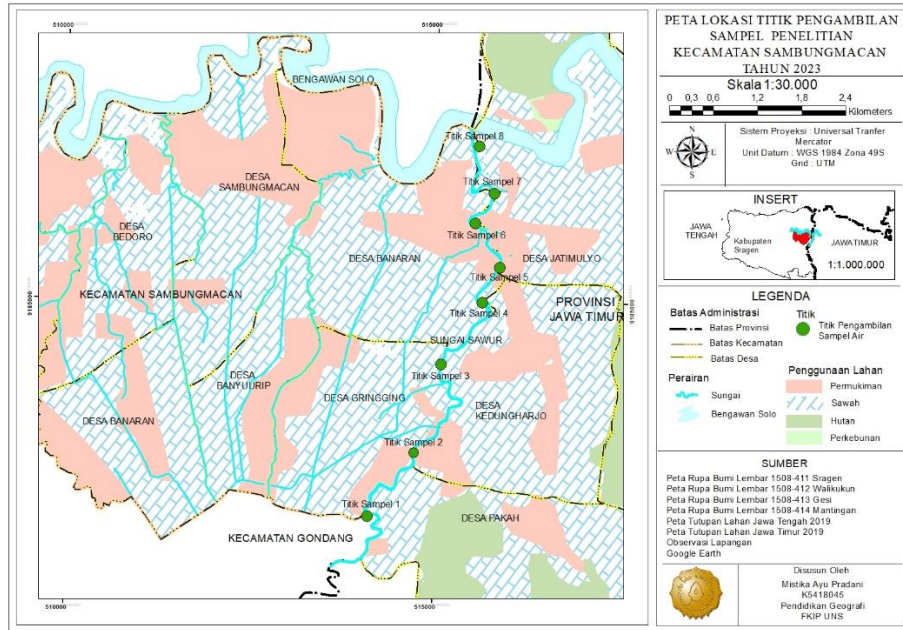 510000
515000
BENGAWAN SOLO
Titik Sampel 8
DESA
SAMBUNGMACAN
Titik Sampel 7
DESA
BEDORO
Titik Sampel 6
DESA BANARAN
DESA JATIMULYO
Titik Sampel 5
KECAMATAN SAMBUNGMACAN
PROVINSI
JAWA TIMUR
Titik Sampel 4
SUNGAI SAWUR
Titik Sampel 3
DESA
BANYUURIP
DESA GRINGGING
DESA
KEDUNGHARJO
DESA BANARAN
Titik Sampel 2
Titik Sampel 1
DESA PAKAH
KECAMATAN GONDANG
510000
515000
PETA LOKASI TITIK PENGAMBILAN
SAMPEL PENELITIAN
KECAMATAN SAMBUNGMACAN
TAHUN 2023
Skala 1:30.000
0 0,3 0,6 1,2 1,8 2,4
Kilometers
N
W E
S
Sistem Proyeksi : Universal Tranfer
Mercator
Unit Datum : WGS 1984 Zona 49S
Grid : UTM
INSERT
JAWA
TENGAH
Kabupaten
Sragen
JAWA TIMUR
1:1.000.000
LEGENDA
Batas Administrasi
Batas Provinsi
Batas Kecamatan
Batas Desa
Titik
Titik Pengambilan
Sampel Air
Perairan
Sungai
Bengawan Solo
Penggunaan Lahan
Permukiman
Sawah
Hutan
Perkebunan
SUMBER
Peta Rupa Bumi Lembar 1508-411 Sragen
Peta Rupa Bumi Lembar 1508-412 Walikukun
Peta Rupa Bumi Lembar 1508-413 Gesi
Peta Rupa Bumi Lembar 1508-414 Mantingan
Peta Tutupan Lahan Jawa Tengah 2019
Peta Tutupan Lahan Jawa Timur 2019
Observasi Lapangan
Google Earth
Disusun Oleh
Mistika Ayu Pradani
K5418045
Pendidikan Geografi
FKIP UNS